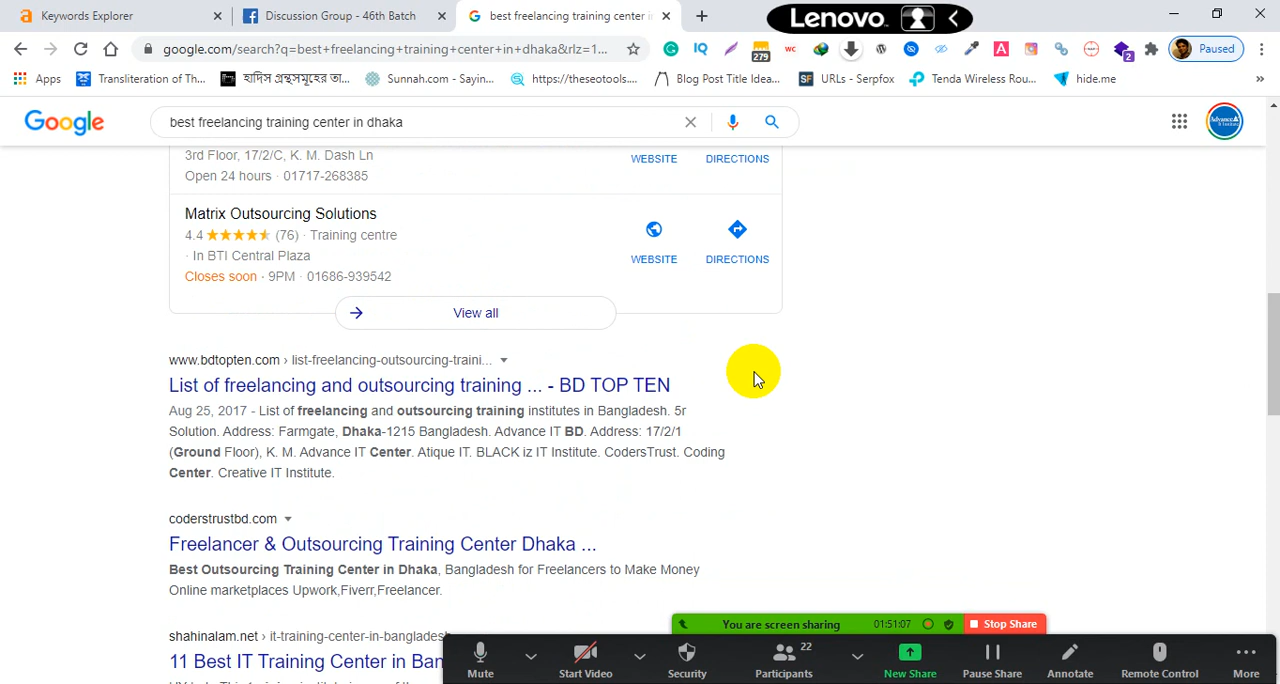 Keywords Explorer
Discussion Group - 46th Batch
best freelancing training center in
Lenovo
google.com/search?q=best+freelancing+training+center+in+dhaka&rlz=1...
IQ
279
WC
A
2
Paused
Apps
Transliteration of Th...
হাদিস গ্রন্থসমূহের তা...
Sunnah.com - Sayin...
https://theseotools....
Blog Post Title Idea...
SF
URLs - Serpfox
Tenda Wireless Rou...
hide.me
Google
best freelancing training center in dhaka
3rd Floor, 17/2/C, K. M. Dash Ln
Open 24 hours · 01717-268385
WEBSITE
DIRECTIONS
Matrix Outsourcing Solutions
4.4 (76) · Training centre
· In BTI Central Plaza
Closes soon · 9PM · 01686-939542
WEBSITE
DIRECTIONS
View all
www.bdtopten.com › list-freelancing-outsourcing-traini...
List of freelancing and outsourcing training ... - BD TOP TEN
Aug 25, 2017 - List of freelancing and outsourcing training institutes in Bangladesh. 5r
Solution. Address: Farmgate, Dhaka-1215 Bangladesh. Advance IT BD. Address: 17/2/1
(Ground Floor), K. M. Advance IT Center. Atique IT. BLACK iz IT Institute. CodersTrust. Coding
Center. Creative IT Institute.
coderstrustbd.com
Freelancer & Outsourcing Training Center Dhaka ...
Best Outsourcing Training Center in Dhaka, Bangladesh for Freelancers to Make Money
Online marketplaces Upwork,Fiverr,Freelancer.
shahinalam.net › training-center-in-bangladesh
11 Best IT Training Center in Ban
You are screen sharing
01:51:07
Stop Share
Mute
Start Video
Security
22
Participants
New Share
Pause Share
Annotate
Remote Control
More